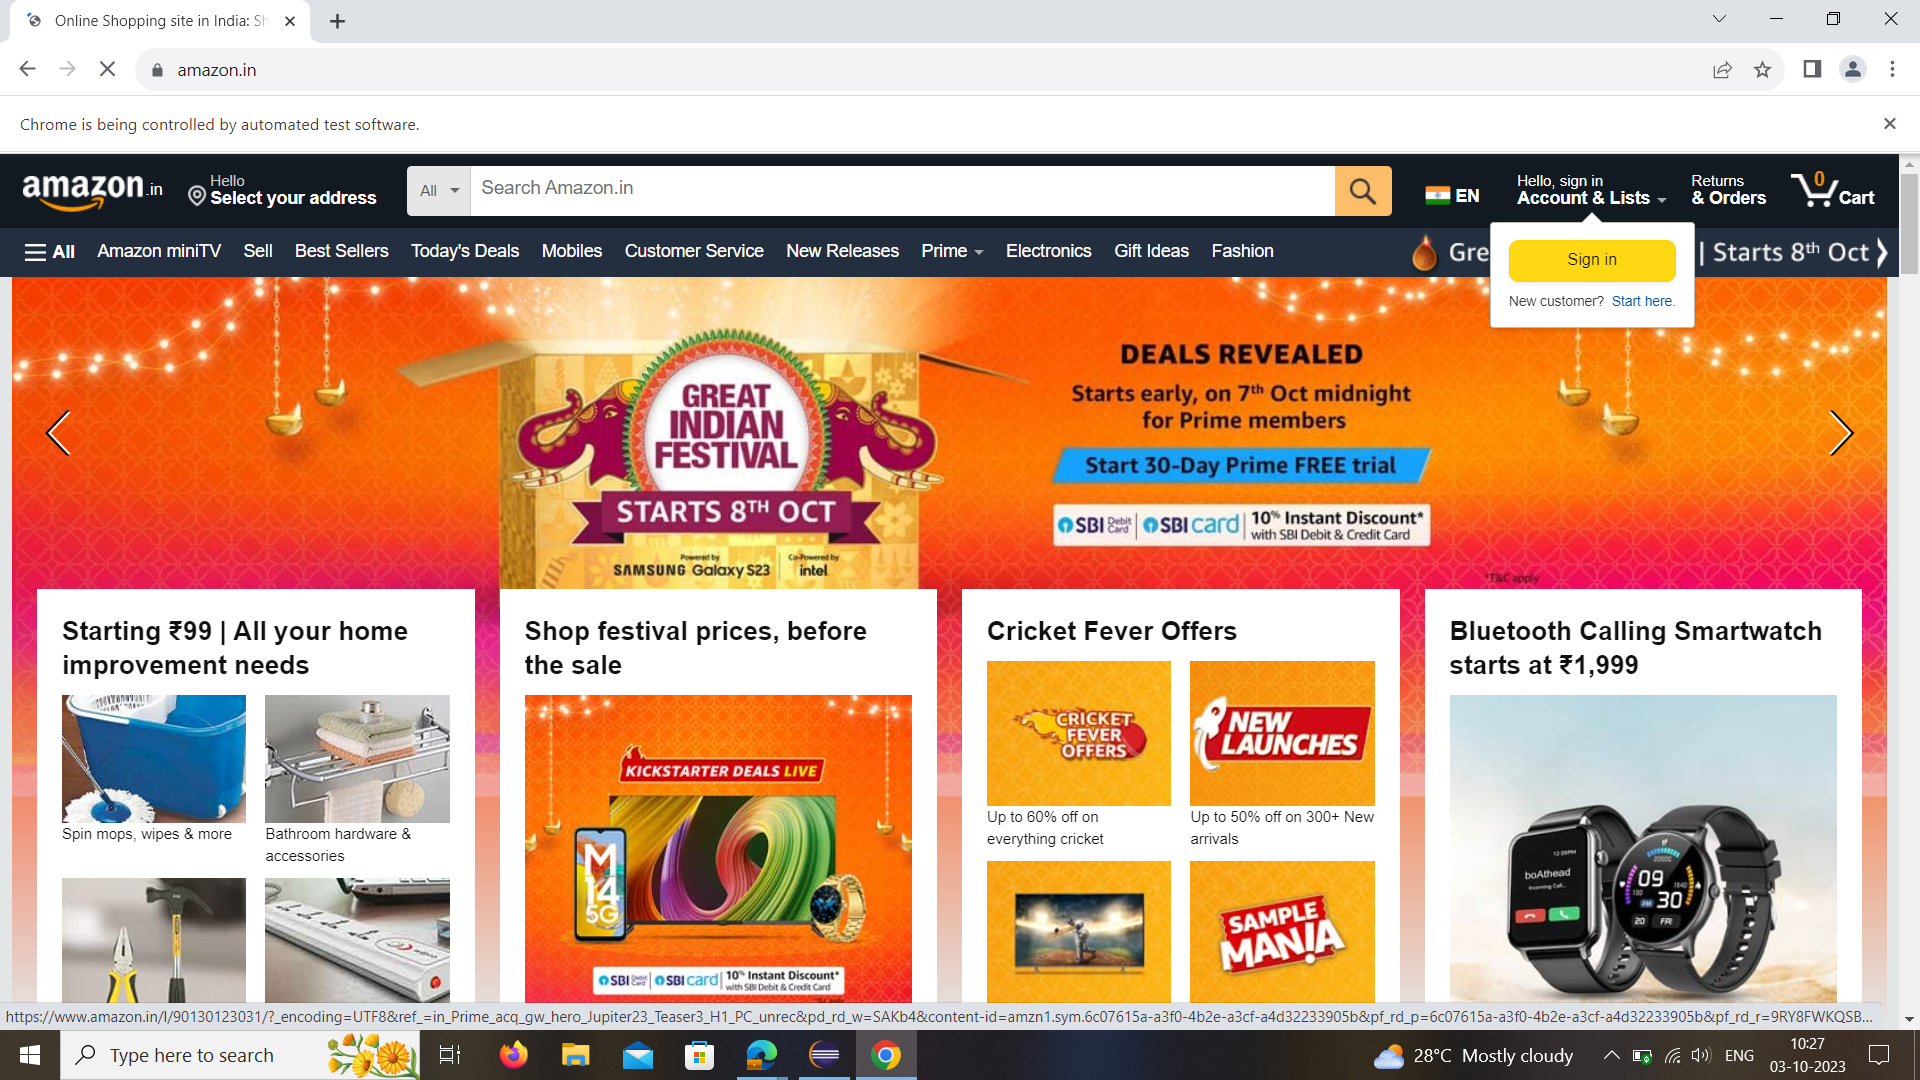 Online Shopping site in India: Sh
amazon.in
Chrome is being controlled by automated test software.
amazon.in
Hello
Select your address
All
Search Amazon.in
EN
Hello, sign in
Account & Lists
Returns
& Orders
0
Cart
All
Amazon miniTV
Sell
Best Sellers
Today's Deals
Mobiles
Customer Service
New Releases
Prime
Electronics
Gift Ideas
Fashion
Gre
| Starts 8th Oct
Sign in
New customer? Start here.
GREAT
INDIAN
FESTIVAL
STARTS 8TH OCT
Powered by
SAMSUNG Galaxy S23
Co-Powered by
intel
DEALS REVEALED
Starts early, on 7th Oct midnight
for Prime members
Start 30-Day Prime FREE trial
SBI Debit Card
SBI card
10% Instant Discount*
with SBI Debit & Credit Card
*T&C apply
Starting ₹99 | All your home
improvement needs
Spin mops, wipes & more
Bathroom hardware &
accessories
Shop festival prices, before
the sale
KICKSTARTER DEALS LIVE
M
14
5G
SBI Debit Card
SBI card
10% Instant Discount*
with SBI Debit & Credit Card
Cricket Fever Offers
CRICKET
FEVER
OFFERS
Up to 60% off on
everything cricket
NEW
LAUNCHES
Up to 50% off on 300+ New
arrivals
SAMPLE
MANIA
Bluetooth Calling Smartwatch
starts at ₹1,999
boAthead
Incoming Call...
09
30
20
FRI
https://www.amazon.in/l/90130123031/?_encoding=UTF8&ref_=in_Prime_acq_gw_hero_Jupiter23_Teaser3_H1_PC_unrec&pd_rd_w=SAKb4&content-id=amzn1.sym.6c07615a-a3f0-4b2e-a3cf-a4d32233905b&pf_rd_p=6c07615a-a3f0-4b2e-a3cf-a4d32233905b&pf_rd_r=9RY8FWKQSB...
Type here to search
28°C Mostly cloudy
ENG
10:27
03-10-2023